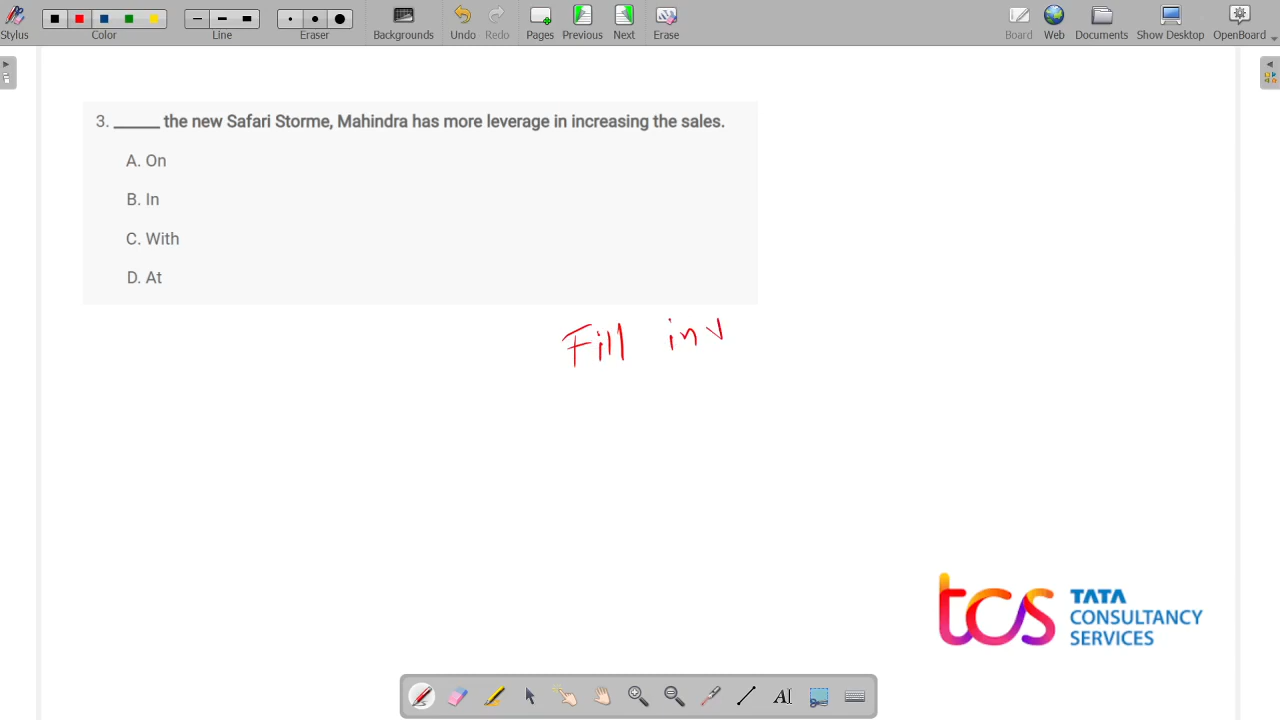 Stylus
Color
Line
Eraser
Backgrounds
Undo
Redo
Pages
Previous
Next
Erase
Board
Web
Documents
Show Desktop
OpenBoard
3. ______ the new Safari Storme, Mahindra has more leverage in increasing the sales.
A. On
B. In
C. With
D. At
Fill in
tcs TATA
CONSULTANCY
SERVICES